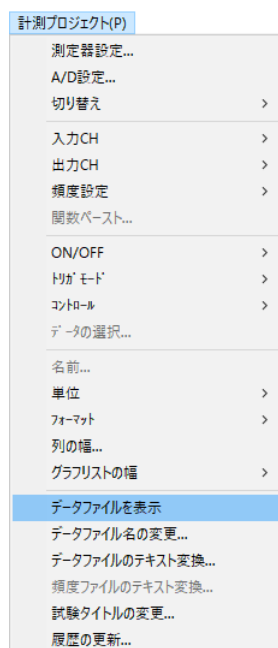 計測プロジェクト(P)
測定器設定...
A/D設定...
切り替え
入力CH
出力CH
頻度設定
関数ペースト...
ON/OFF
ﾄﾘｶﾞﾓｰﾄﾞ
ｺﾝﾄﾛｰﾙ
ﾃﾞｰﾀの選択...
名前...
単位
ﾌｫｰﾏｯﾄ
列の幅...
グラフリストの幅
データファイルを表示
データファイル名の変更...
データファイルのテキスト変換...
頻度ファイルのテキスト変換...
試験タイトルの変更...
履歴の更新...